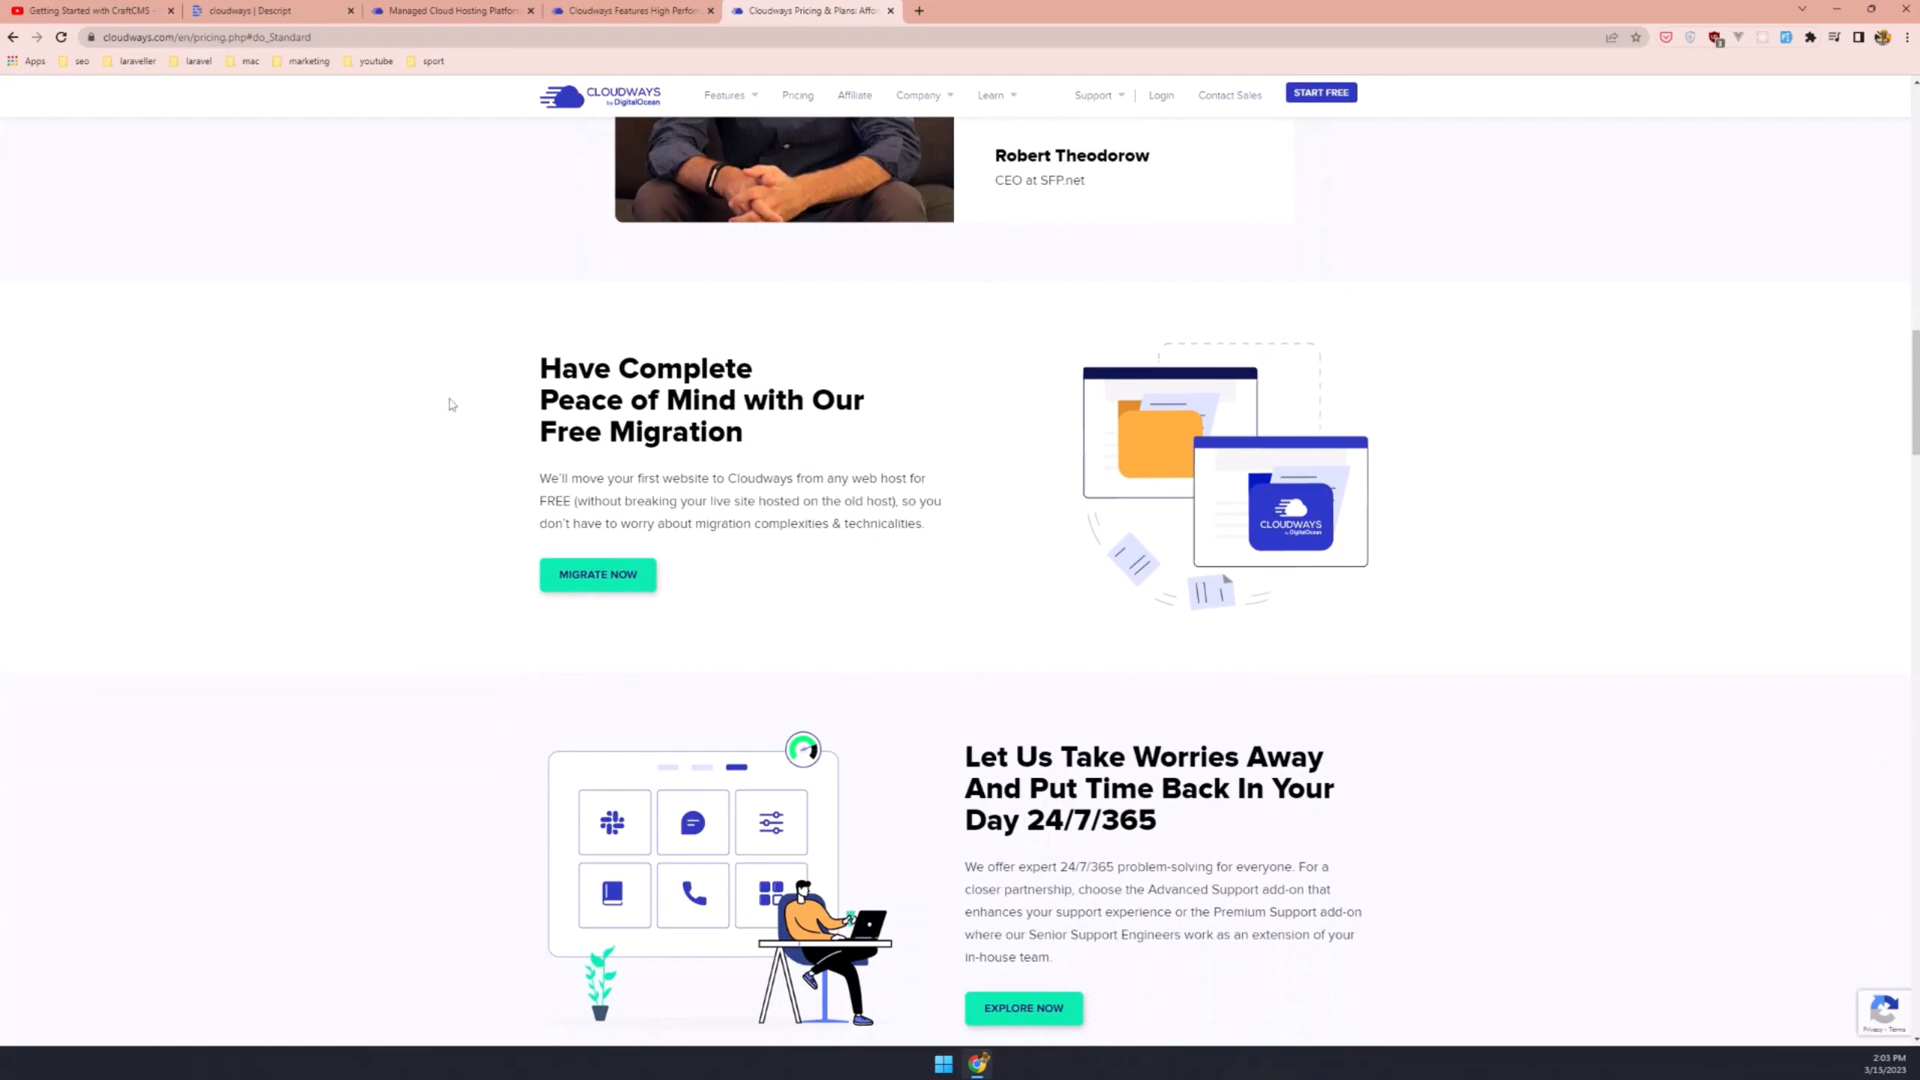 Getting Started with CraftCMS -
cloudways | Descript
Managed Cloud Hosting Platfor
Cloudways Features High Perfor
Cloudways Pricing & Plans: Affo
cloudways.com/en/pricing.php#do_Standard
3
Apps
seo
laraveller
laravel
mac
marketing
youtube
sport
CLOUDWAYS
by DigitalOcean
Features
Pricing
Affiliate
Company
Learn
Support
Login
Contact Sales
START FREE
Robert Theodorow
CEO at SFP.net
Have Complete
Peace of Mind with Our
Free Migration
We'll move your first website to Cloudways from any web host for
FREE (without breaking your live site hosted on the old host), so you
don't have to worry about migration complexities & technicalities.
MIGRATE NOW
CLOUDWAYS
by DigitalOcean
Let Us Take Worries Away
And Put Time Back In Your
Day 24/7/365
We offer expert 24/7/365 problem-solving for everyone. For a
closer partnership, choose the Advanced Support add-on that
enhances your support experience or the Premium Support add-on
where our Senior Support Engineers work as an extension of your
in-house team.
EXPLORE NOW
Privacy - Terms
2:03 PM
3/15/2023